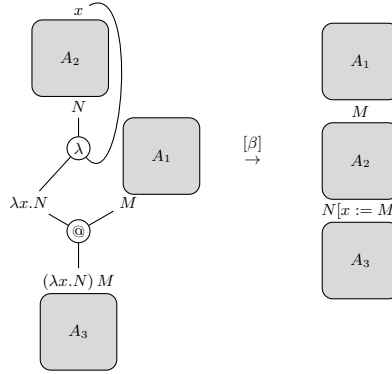 x
A₂
N
λ
A₁
λx.N
M
@
(λx.N) M
A₃
[β]
→
A₁
M
A₂
N[x := M
A₃